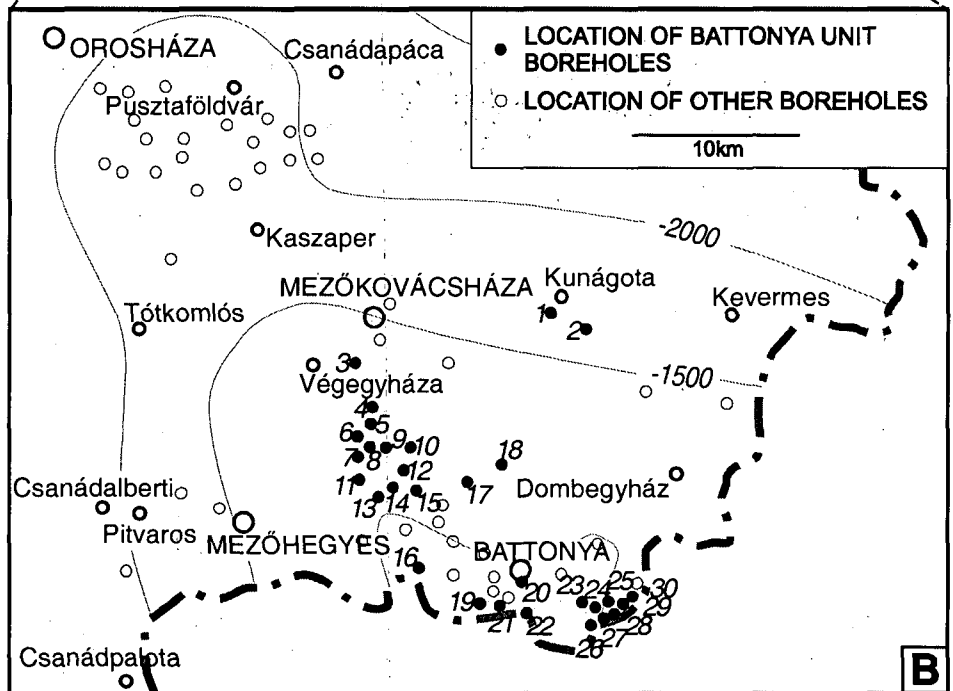 OROSHÁZA
Csanádapáca
Pusztaföldvár
LOCATION OF BATTONYA UNIT
BOREHOLES
LOCATION OF OTHER BOREHOLES
10km
Kaszaper
-2000
MEZŐKOVÁCSHÁZA
Kunágota
Kevermes
Tótkomlós
1
2
3
Végegyháza
-1500
4
5
6
7
8
9
10
11
12
13
14
15
16
17
18
Dombegyház
Csanádalberti
Pitvaros
MEZŐHEGYES
BATTONYA
19
20
21
22
23
24
25
26
27
28
29
30
Csanádpalota
B